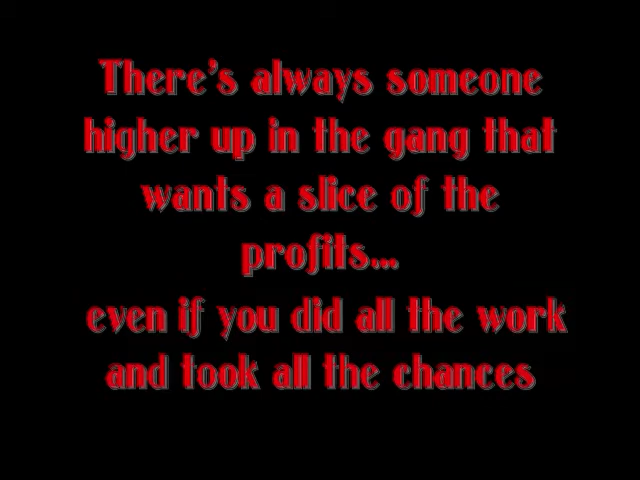 There's always someone
higher up in the gang that
wants a slice of the
profits...
even if you did all the work
and took all the chances